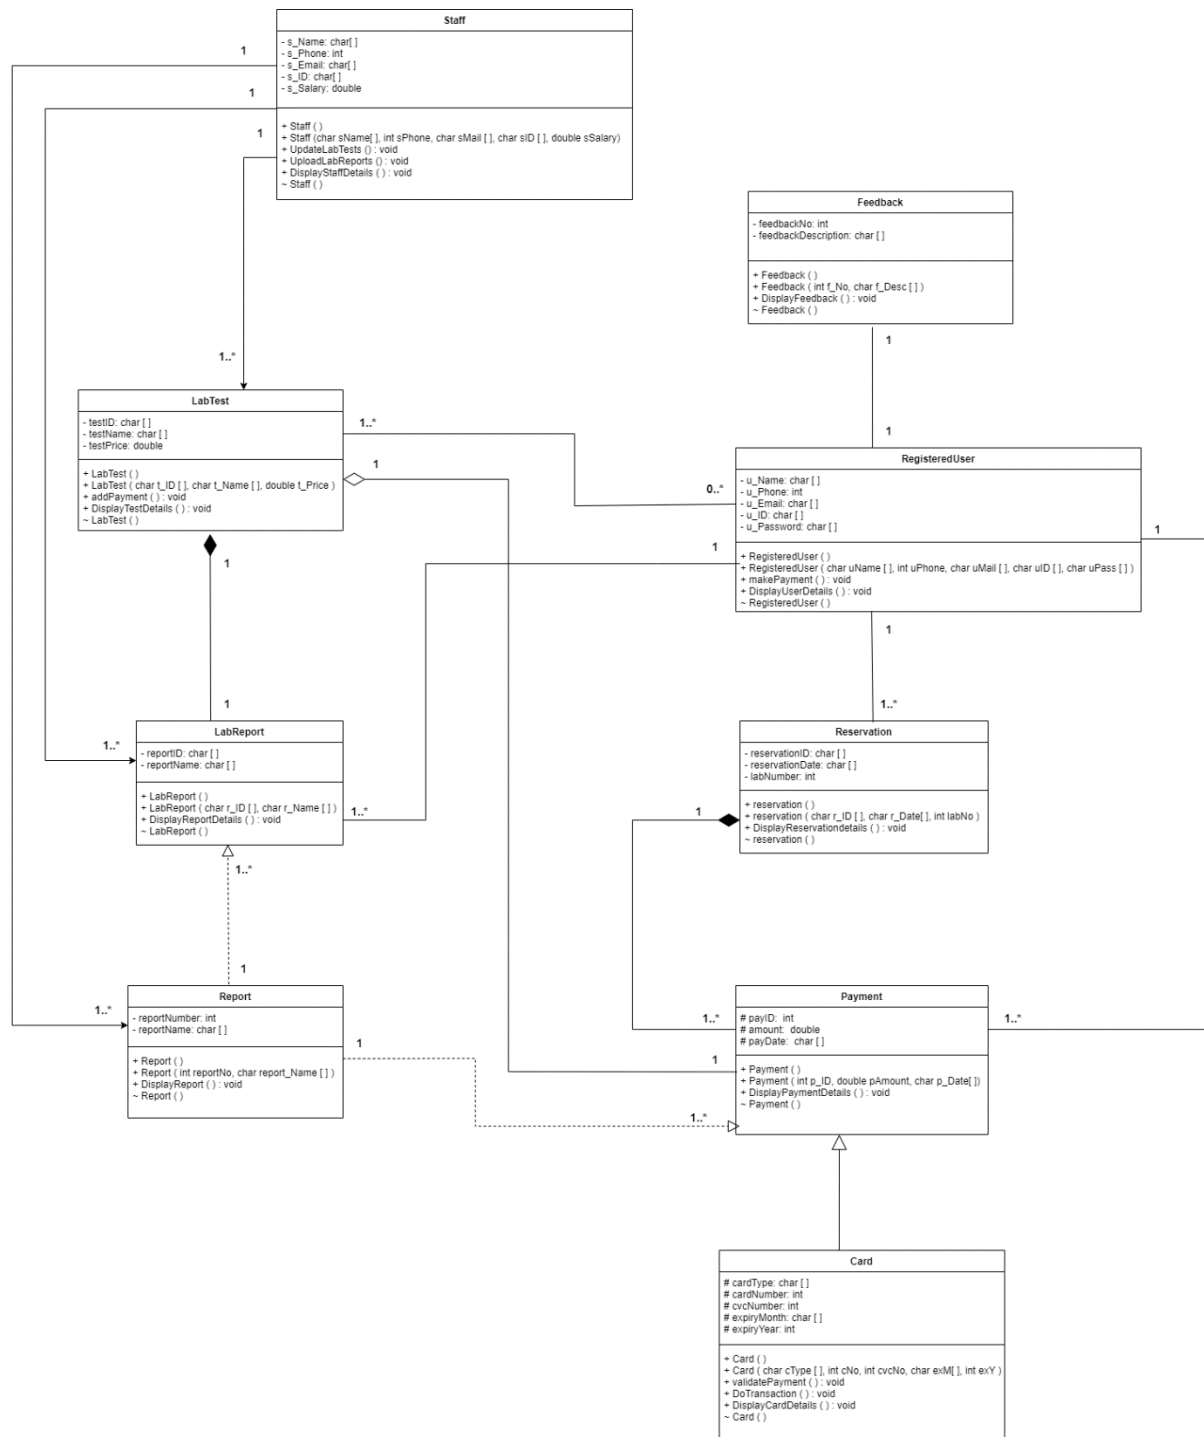 Staff
- s_Name: char[ ]
- s_Phone: int
- s_Email: char[ ]
- s_ID: char[ ]
- s_Salary: double
+ Staff ( )
+ Staff (char sName[ ], int sPhone, char sMail [ ], char sID [ ], double sSalary)
+ UpdateLabTests () : void
+ UploadLabReports () : void
+ DisplayStaffDetails ( ) : void
~ Staff ( )
1
1
1
1..*
Feedback
- feedbackNo: int
- feedbackDescription: char [ ]
+ Feedback ( )
+ Feedback ( int f_No, char f_Desc [ ] )
+ DisplayFeedback ( ) : void
~ Feedback ( )
1
1
LabTest
- testID: char [ ]
- testName: char [ ]
- testPrice: double
+ LabTest ( )
+ LabTest ( char t_ID [ ], char t_Name [ ], double t_Price )
+ addPayment ( ) : void
+ DisplayTestDetails ( ) : void
~ LabTest ( )
1..*
1
1
0..*
1
1
RegisteredUser
- u_Name: char [ ]
- u_Phone: int
- u_Email: char [ ]
- u_ID: char [ ]
- u_Password: char [ ]
+ RegisteredUser ( )
+ RegisteredUser ( char uName [ ], int uPhone, char uMail [ ], char uID [ ], char uPass [ ] )
+ makePayment ( ) : void
+ DisplayUserDetails ( ) : void
~ RegisteredUser ( )
1
1
1..*
1..*
LabReport
- reportID: char [ ]
- reportName: char [ ]
+ LabReport ( )
+ LabReport ( char r_ID [ ], char r_Name [ ] )
+ DisplayReportDetails ( ) : void
~ LabReport ( )
1..*
1..*
1
Reservation
- reservationID: char [ ]
- reservationDate: char [ ]
- labNumber: int
+ reservation ( )
+ reservation ( char r_ID [ ], char r_Date[ ], int labNo )
+ DisplayReservationdetails ( ) : void
~ reservation ( )
1
1..*
Report
- reportNumber: int
- reportName: char [ ]
+ Report ( )
+ Report ( int reportNo, char report_Name [ ] )
+ DisplayReport ( ) : void
~ Report ( )
1
1..*
1
1..*
1..*
Payment
# payID: int
# amount: double
# payDate: char [ ]
+ Payment ( )
+ Payment ( int p_ID, double pAmount, char p_Date[ ])
+ DisplayPaymentDetails ( ) : void
~ Payment ( )
Card
# cardType: char [ ]
# cardNumber: int
# cvcNumber: int
# expiryMonth: char [ ]
# expiryYear: int
+ Card ( )
+ Card ( char cType [ ], int cNo, int cvcNo, char exM[ ], int exY )
+ validatePayment ( ) : void
+ DoTransaction ( ) : void
+ DisplayCardDetails ( ) : void
~ Card ( )